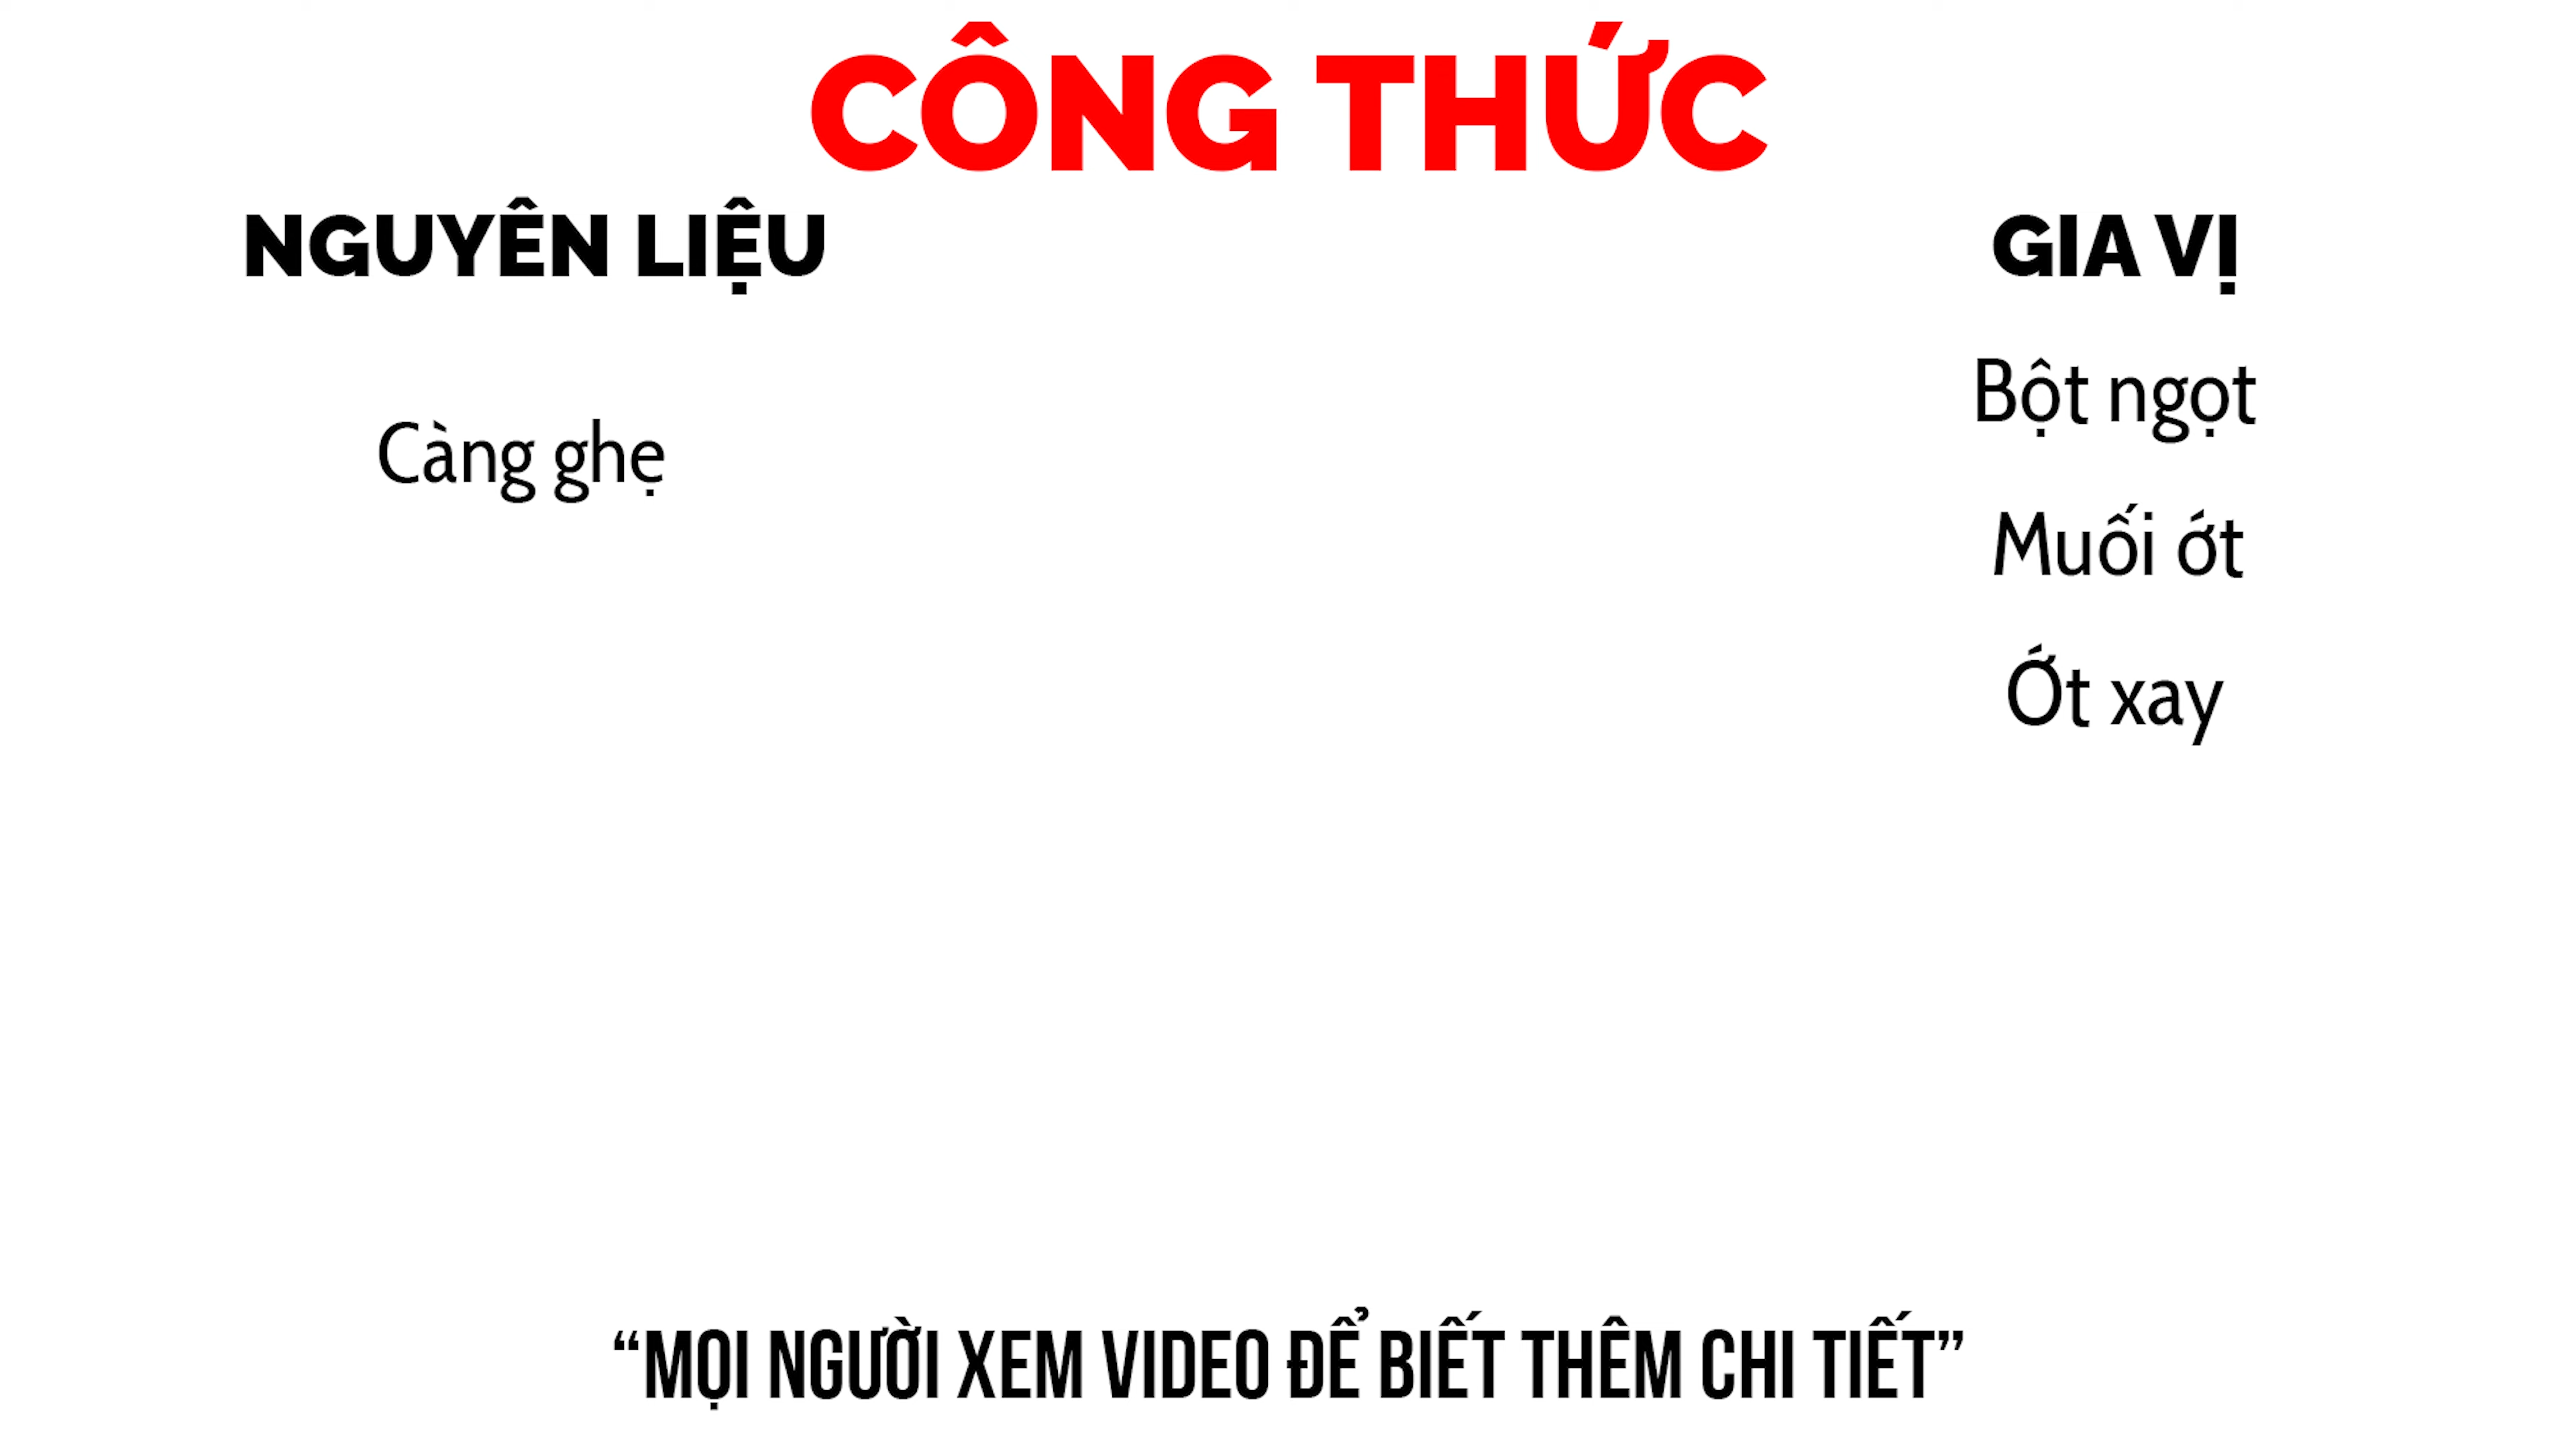 CÔNG THỨC
NGUYÊN LIỆU
Càng ghẹ
GIA VỊ
Bột ngọt
Muối ớt
Ớt xay
“MỌI NGƯỜI XEM VIDEO ĐỂ BIẾT THÊM CHI TIẾT”